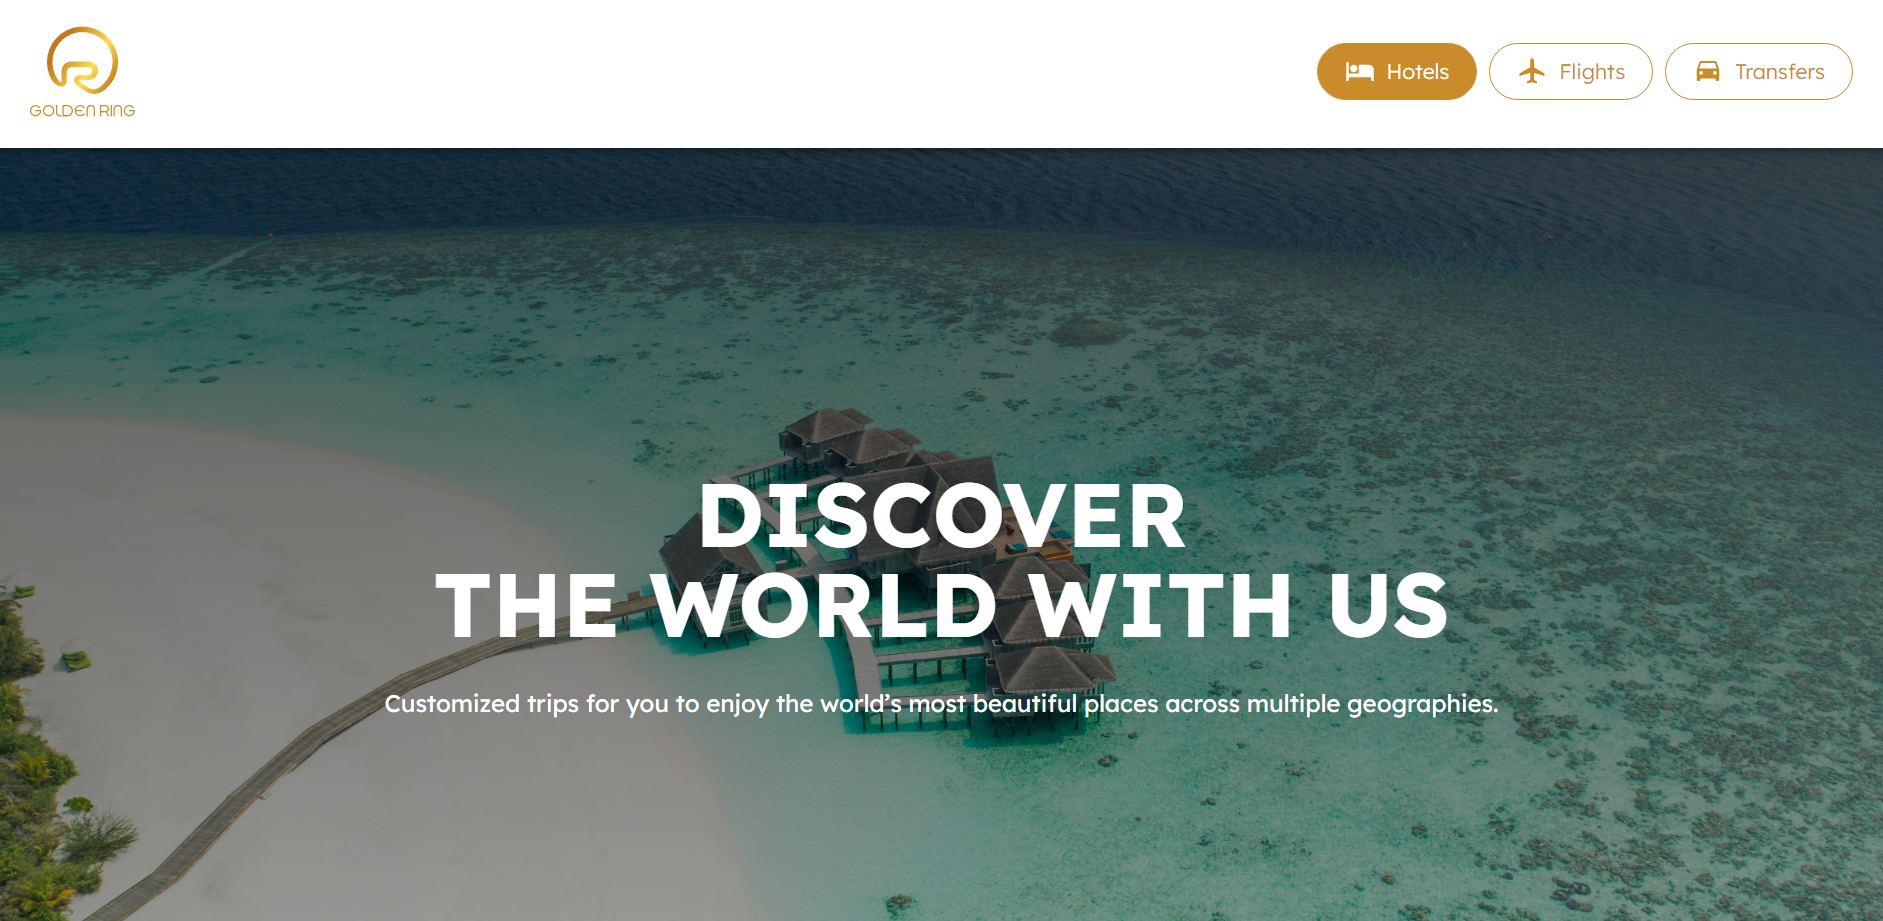 GOLDEN RING
Hotels
Flights
Transfers
DISCOVER
THE WORLD WITH US
Customized trips for you to enjoy the world’s most beautiful places across multiple geographies.